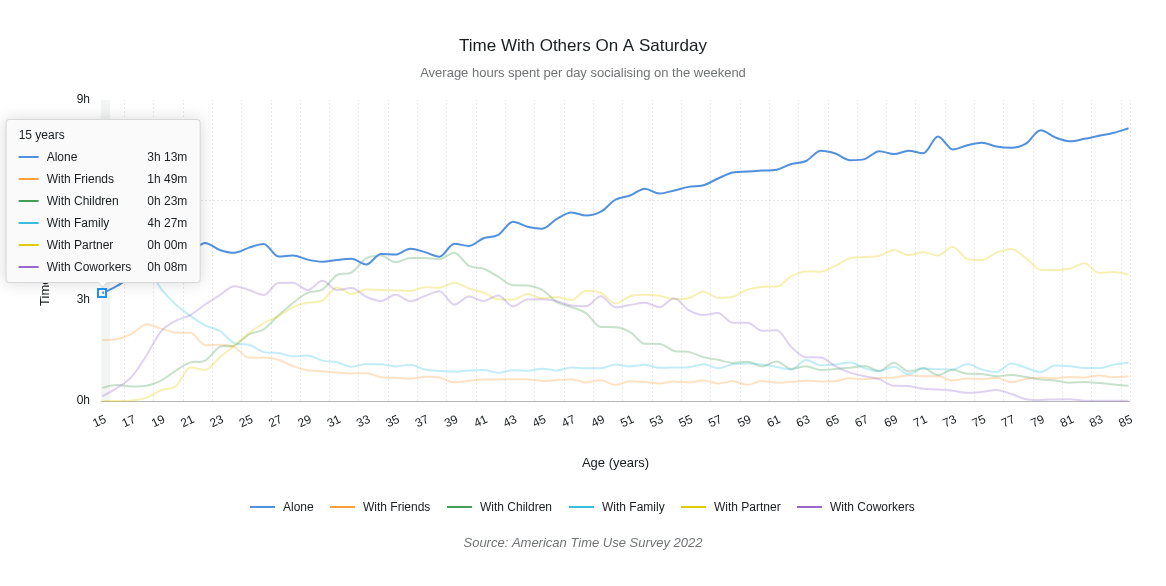 Time With Others On A Saturday
Average hours spent per day socialising on the weekend
9h
15 years
Alone 3h 13m
With Friends 1h 49m
With Children 0h 23m
With Family 4h 27m
With Partner 0h 00m
With Coworkers 0h 08m
3h
0h
15 17 19 21 23 25 27 29 31 33 35 37 39 41 43 45 47 49 51 53 55 57 59 61 63 65 67 69 71 73 75 77 79 81 83 85
Age (years)
Alone With Friends With Children With Family With Partner With Coworkers
Source: American Time Use Survey 2022